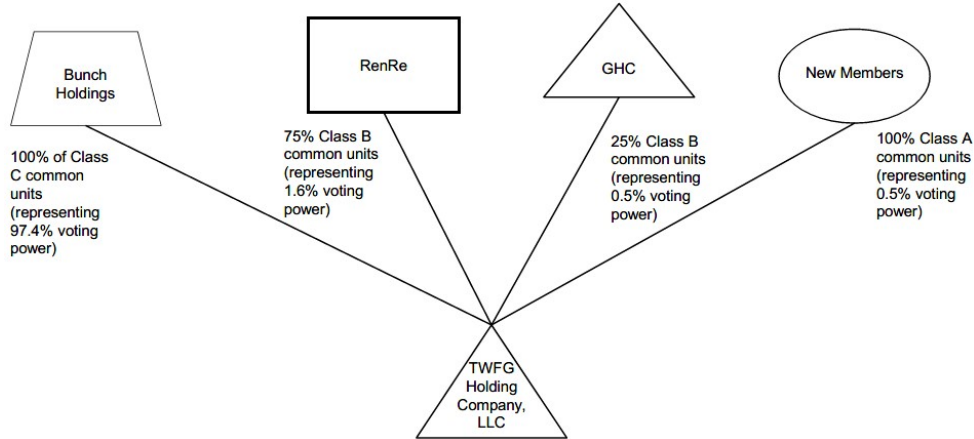 Bunch
Holdings
RenRe
GHC
New Members
100% of Class
C common
units
(representing
97.4% voting
power)
75% Class B
common units
(representing
1.6% voting
power)
25% Class B
common units
(representing
0.5% voting
power)
100% Class A
common units
(representing
0.5% voting
power)
TWFG
Holding
Company,
LLC